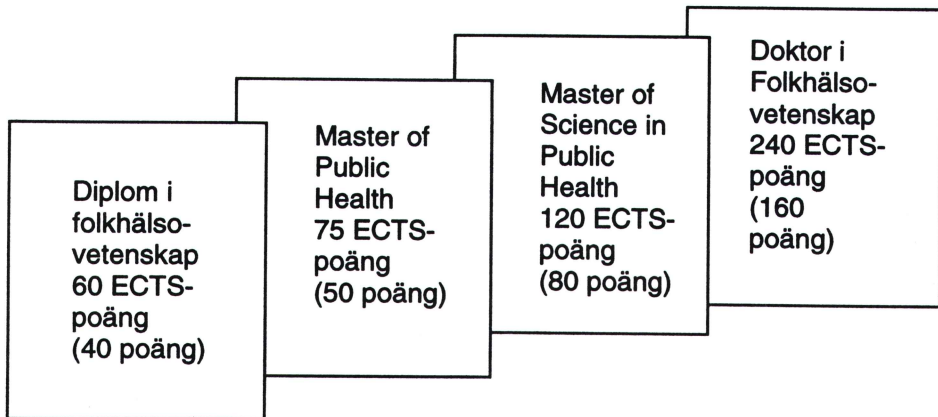 Diplom i
folkhälso-
vetenskap
60 ECTS-
poäng
(40 poäng)
Master of
Public
Health
75 ECTS-
poäng
(50 poäng)
Master of
Science in
Public
Health
120 ECTS-
poäng
(80 poäng)
Doktor i
Folkhälso-
vetenskap
240 ECTS-
poäng
(160
poäng)